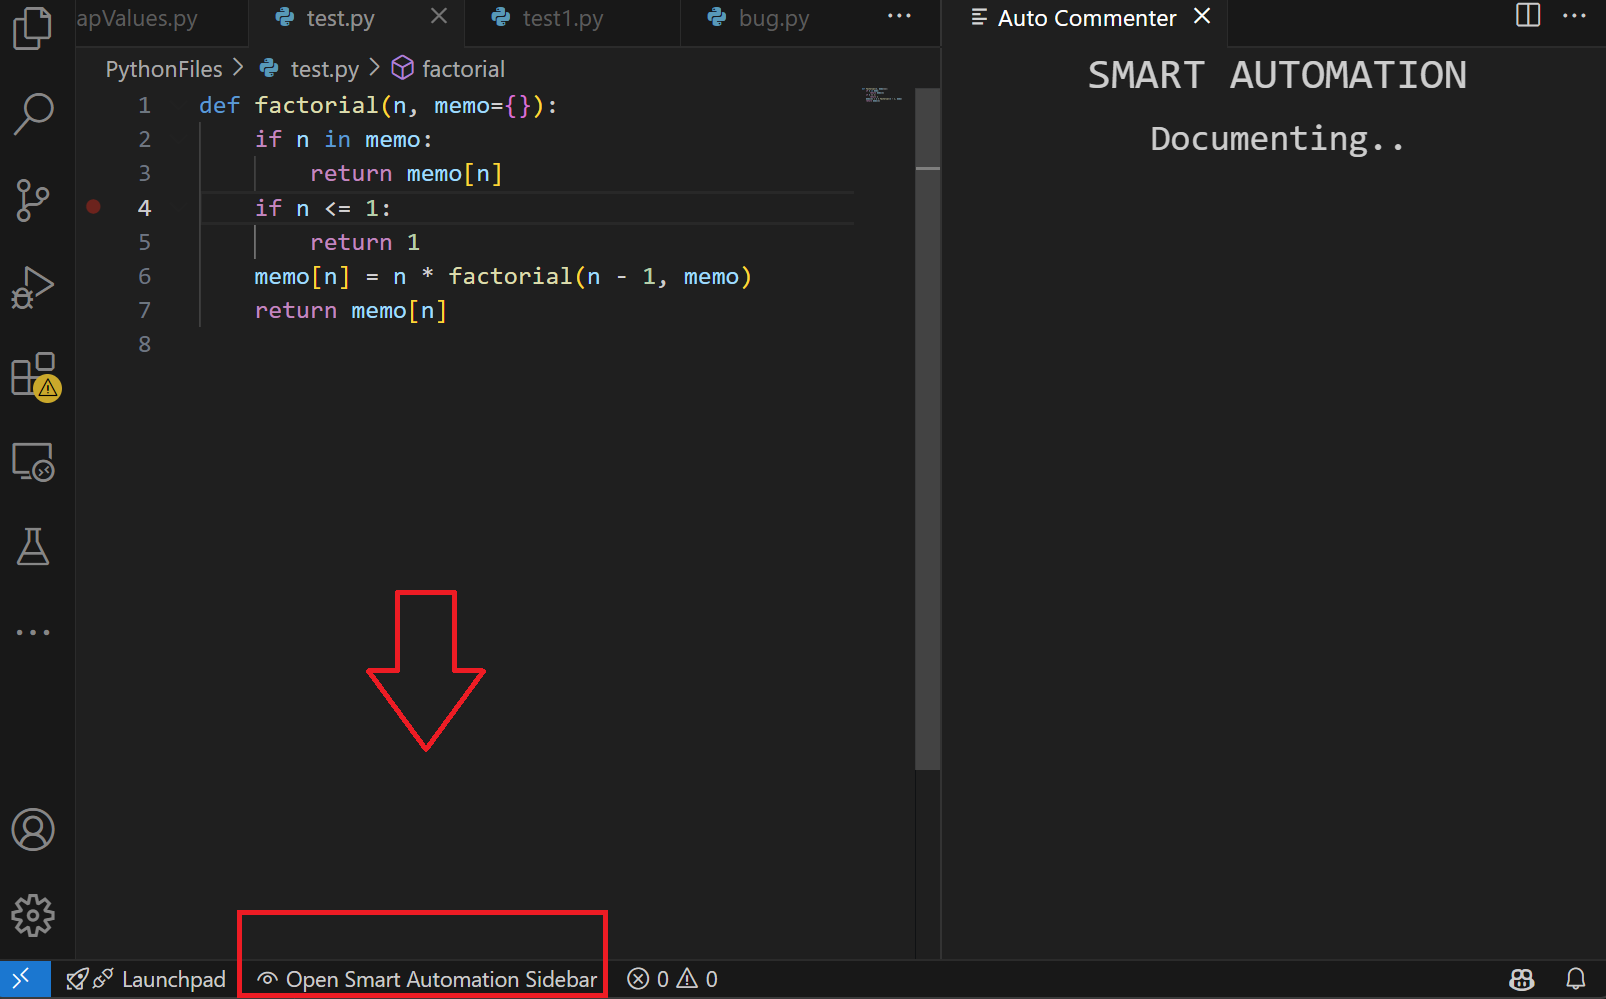 apValues.py
test.py
test1.py
bug.py
Auto Commenter
PythonFiles > test.py > factorial
1 def factorial(n, memo={}):
2     if n in memo:
3         return memo[n]
4     if n <= 1:
5         return 1
6     memo[n] = n * factorial(n - 1, memo)
7     return memo[n]
8
SMART AUTOMATION
Documenting..
Launchpad
Open Smart Automation Sidebar
0
0